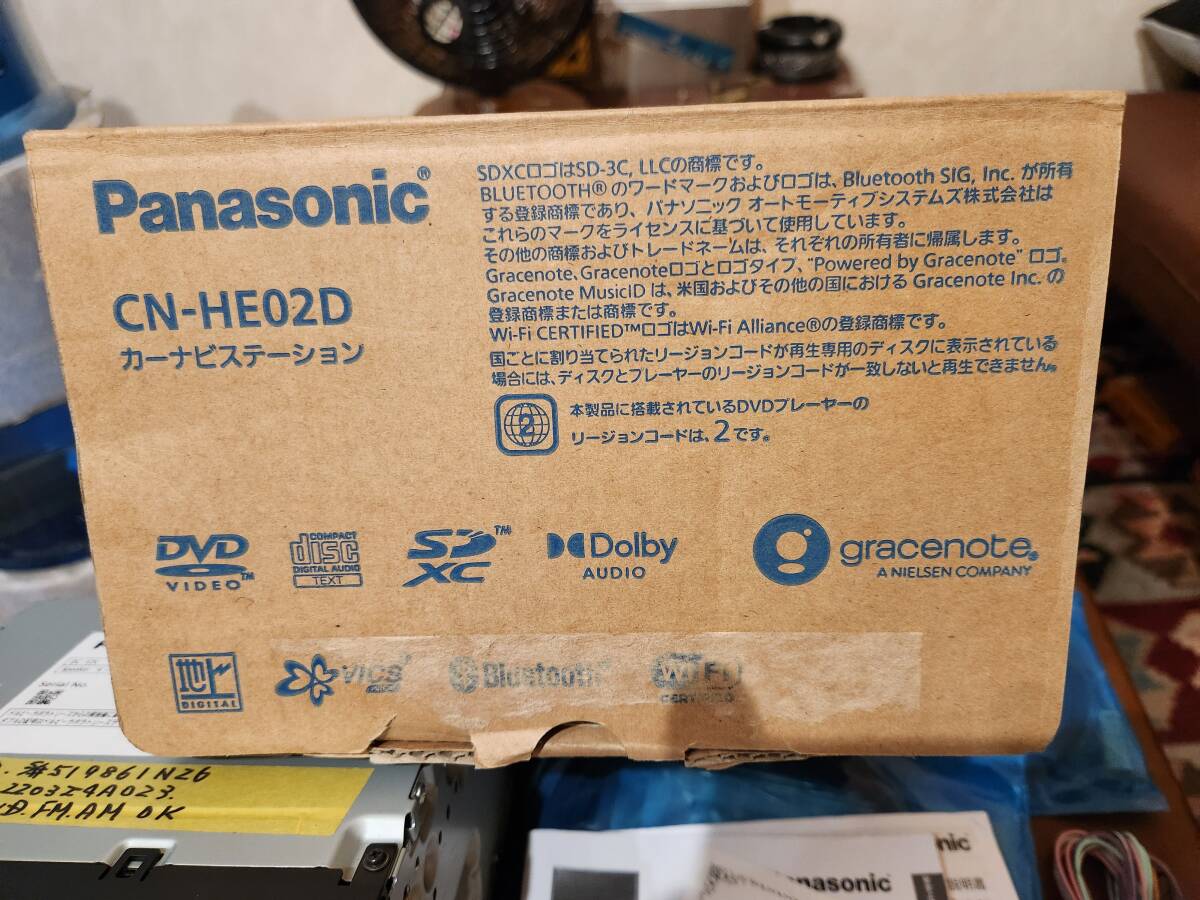 Panasonic®
CN-HE02D
カーナビステーション
SDXCロゴはSD-3C, LLCの商標です。
BLUETOOTH® のワードマークおよびロゴは、Bluetooth SIG, Inc. が所有
する登録商標であり、パナソニック オートモーティブシステムズ株式会社は
これらのマークをライセンスに基づいて使用しています。
その他の商標およびトレードネームは、それぞれの所有者に帰属します。
Gracenote、Gracenoteロゴとロゴタイプ、"Powered by Gracenote" ロゴ。
Gracenote MusicID は、米国およびその他の国における Gracenote Inc. の
登録商標または商標です。
Wi-Fi CERTIFIED™ロゴはWi-Fi Alliance®の登録商標です。
国ごとに割り当てられたリージョンコードが再生専用のディスクに表示されている
場合には、ディスクとプレーヤーのリージョンコードが一致しないと再生できません。
2
本製品に搭載されているDVDプレーヤーの
リージョンコードは、2です。
DVD
VIDEO™
COMPACT
disc
DIGITAL AUDIO
TEXT
SD™
XC
Dolby
AUDIO
gracenote®
A NIELSEN COMPANY
地上
DIGITAL
VICS
Bluetooth®
Wi Fi
CERTIFIED
Serial No.
519861NZ6
2203エ4A023.
D.FM.AM OK
nic
Panasonic
説明書